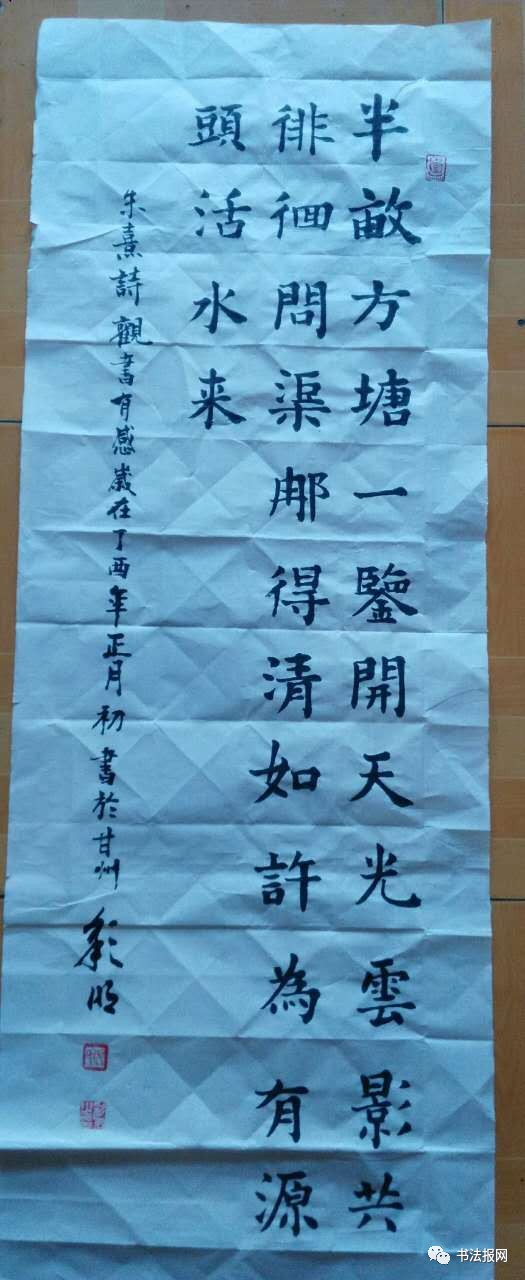 半畝方塘一鑒開天光雲影共
徘徊問渠那得清如許為有源
頭活水来
朱熹詩觀書有感歲在丁酉年正月初書於甘州
书法报网